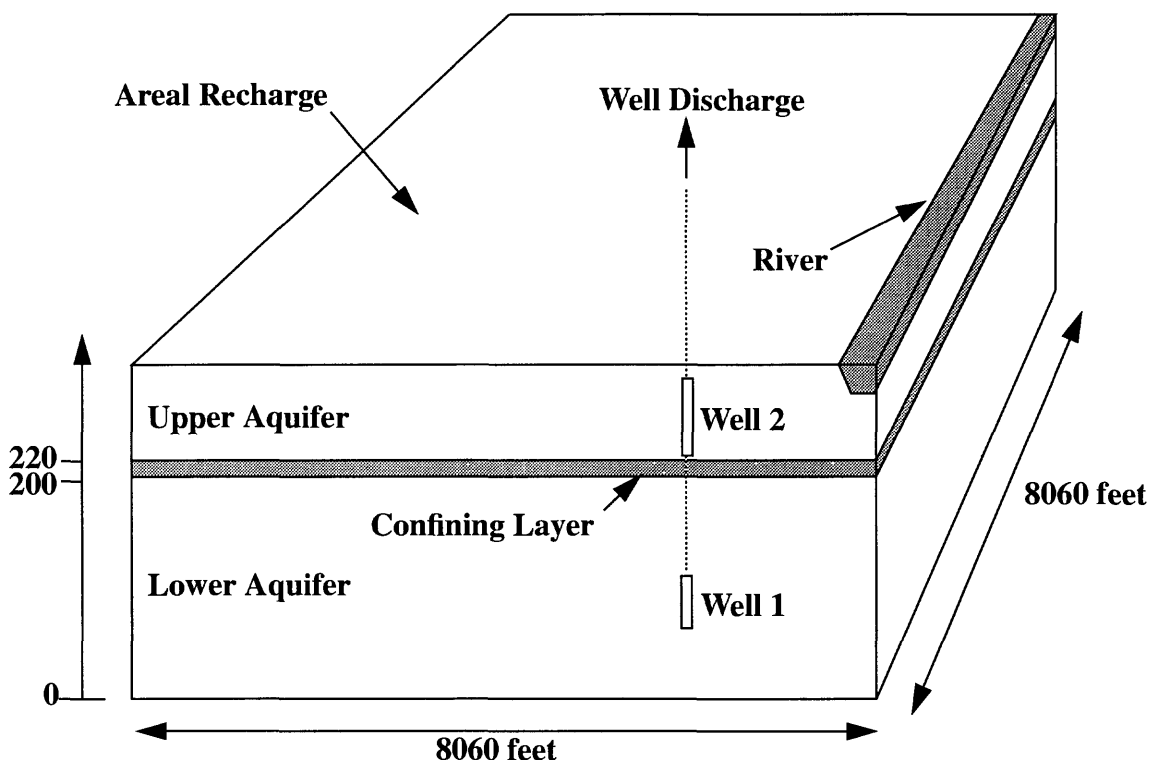 Areal Recharge
Well Discharge
River
Upper Aquifer
Well 2
220
200
Confining Layer
8060 feet
Lower Aquifer
Well 1
0
8060 feet